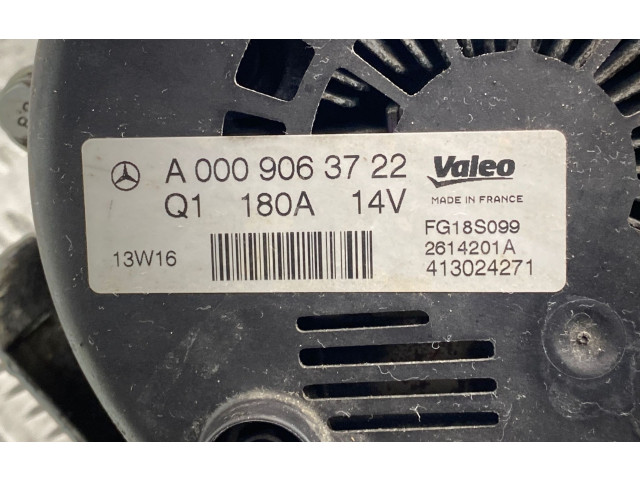 A 000 906 37 22
Q1 180A 14V
13W16
Valeo
MADE IN FRANCE
FG18S099
2614201A
413024271